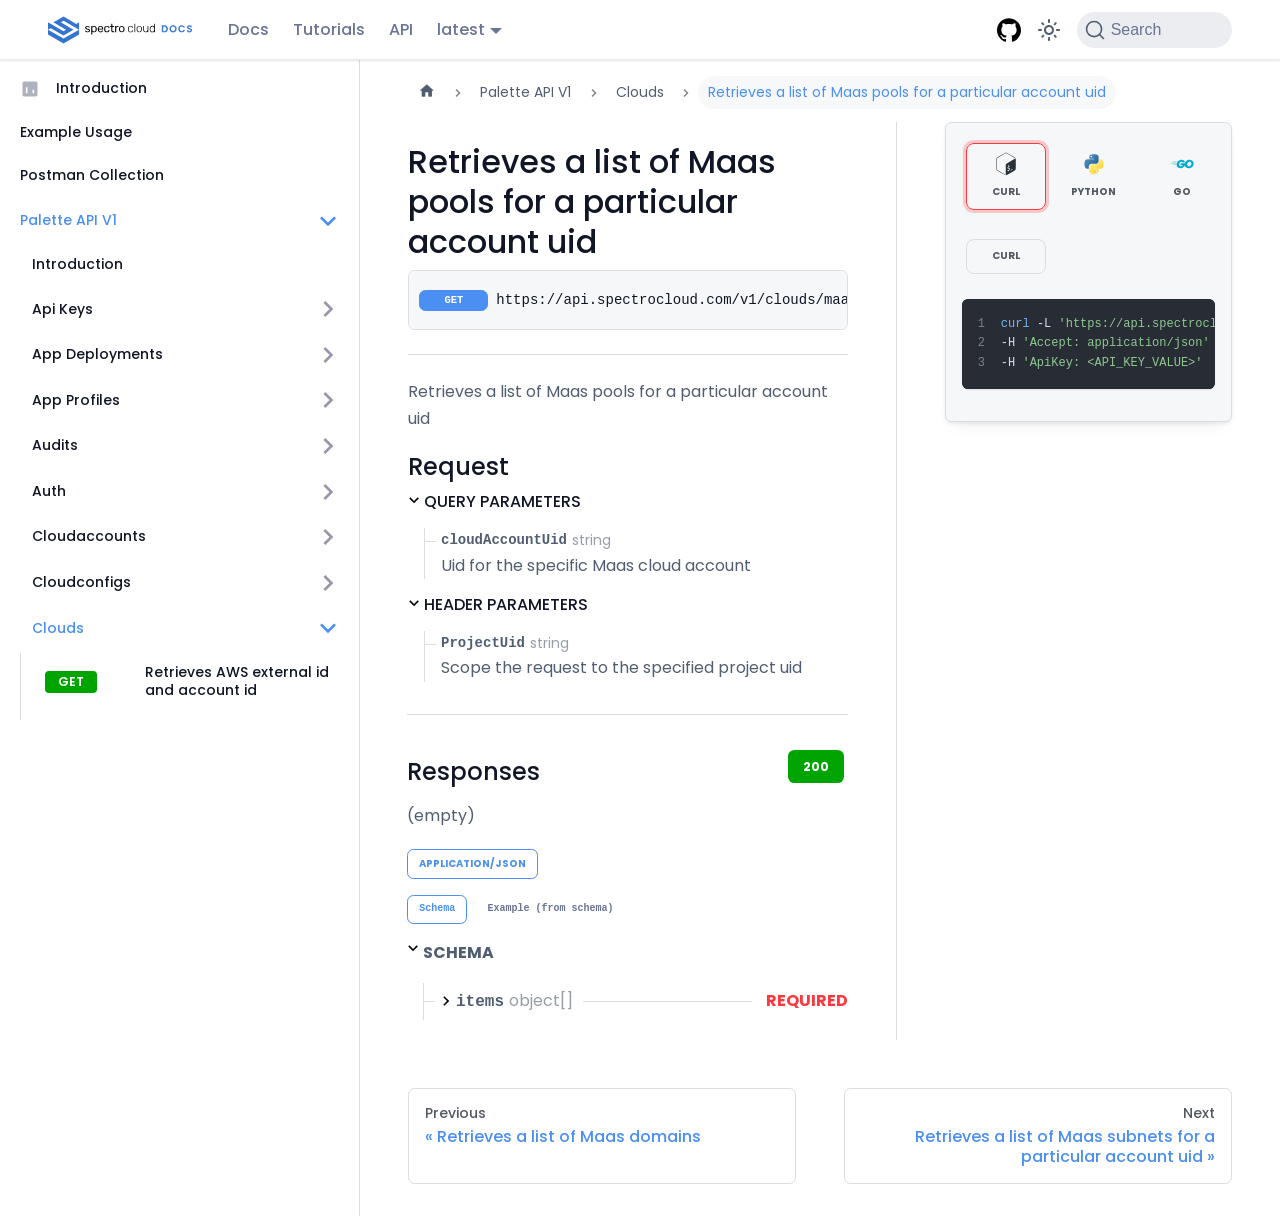 spectro cloud DOCS
Docs
Tutorials
API
latest
Search
Introduction
Example Usage
Postman Collection
Palette API V1
Introduction
Api Keys
App Deployments
App Profiles
Audits
Auth
Cloudaccounts
Cloudconfigs
Clouds
GET
Retrieves AWS external id
and account id
Palette API V1
Clouds
Retrieves a list of Maas pools for a particular account uid
Retrieves a list of Maas
pools for a particular
account uid
GET https://api.spectrocloud.com/v1/clouds/maa
Retrieves a list of Maas pools for a particular account
uid
Request
QUERY PARAMETERS
cloudAccountUid string
Uid for the specific Maas cloud account
HEADER PARAMETERS
ProjectUid string
Scope the request to the specified project uid
Responses
200
(empty)
APPLICATION/JSON
Schema
Example (from schema)
SCHEMA
items object[]
REQUIRED
CURL
PYTHON
GO
CURL
1 curl -L 'https://api.spectrocl
2 -H 'Accept: application/json'
3 -H 'ApiKey: <API_KEY_VALUE>'
Previous
« Retrieves a list of Maas domains
Next
Retrieves a list of Maas subnets for a
particular account uid »